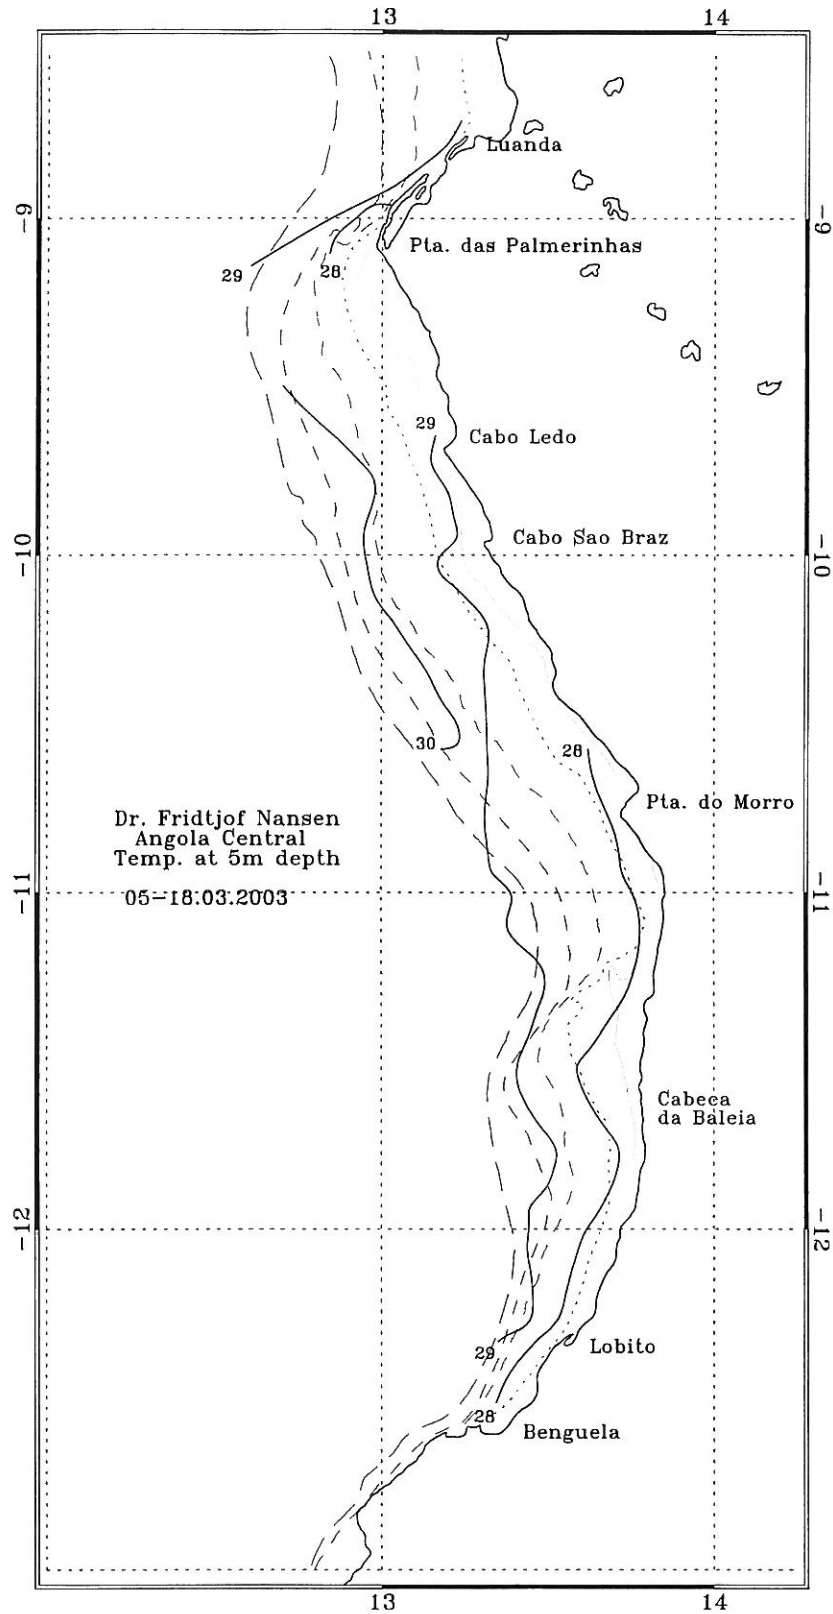 13 14
Luanda
-9 -9
Pta. das Palmerinhas
29 28
29
Cabo Ledo
Cabo Sao Braz
-10 -10
30 28
Pta. do Morro
Dr. Fridtjof Nansen
Angola Central
Temp. at 5m depth
05-18.03.2003
-11 -11
Cabeca
da Baleia
-12 -12
29
Lobito
28
Benguela
13 14